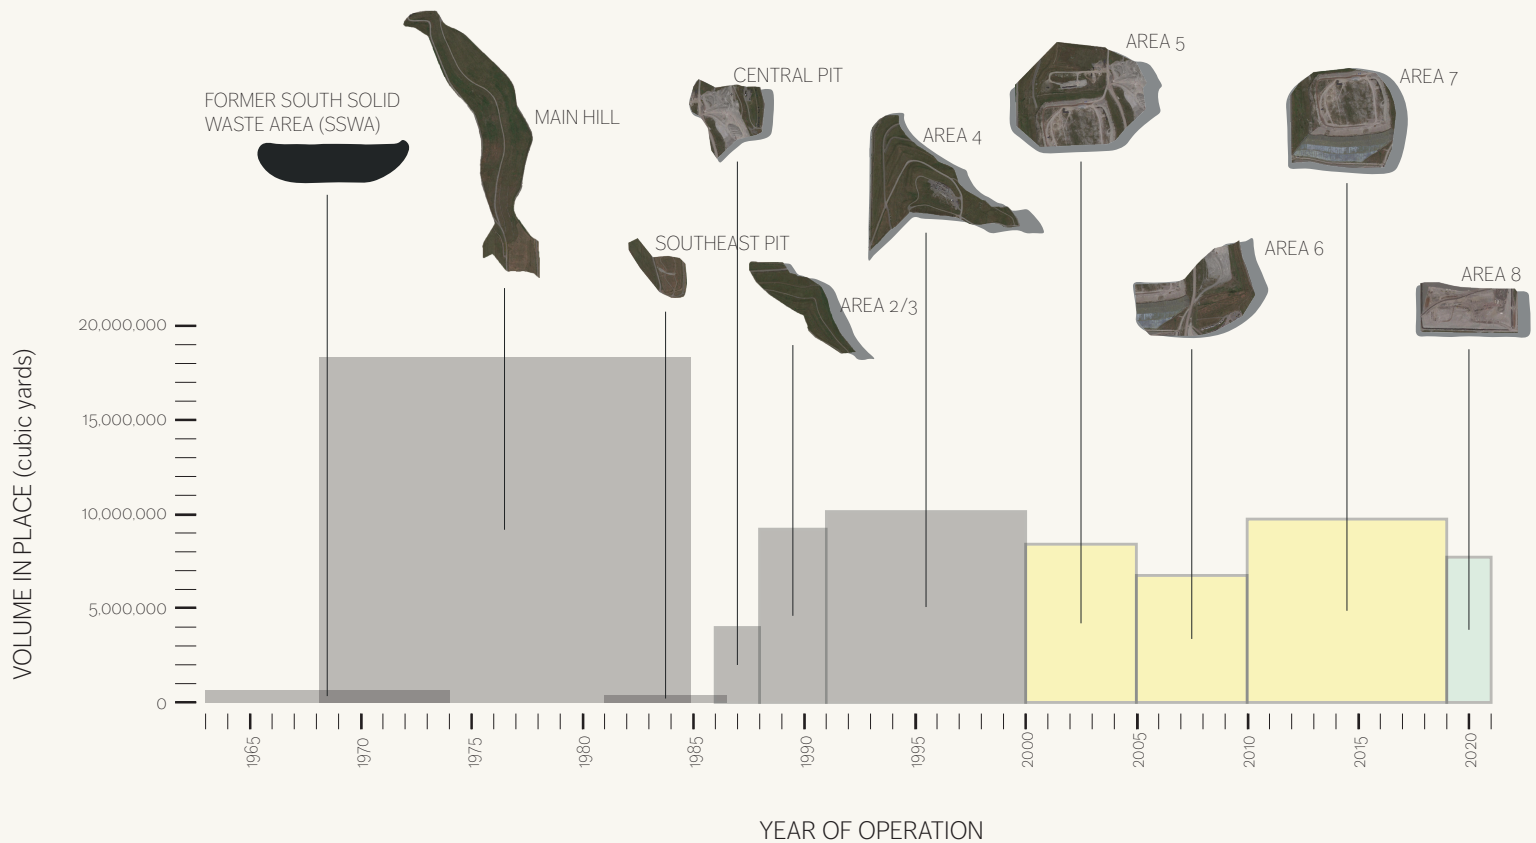 AREA 5
CENTRAL PIT
AREA 7
FORMER SOUTH SOLID
WASTE AREA (SSWA)
MAIN HILL
AREA 4
SOUTHEAST PIT
AREA 6
AREA 8
AREA 2/3
VOLUME IN PLACE (cubic yards)
20,000,000
15,000,000
10,000,000
5,000,000
0
1965
1970
1975
1980
1985
1990
1995
2000
2005
2010
2015
2020
YEAR OF OPERATION